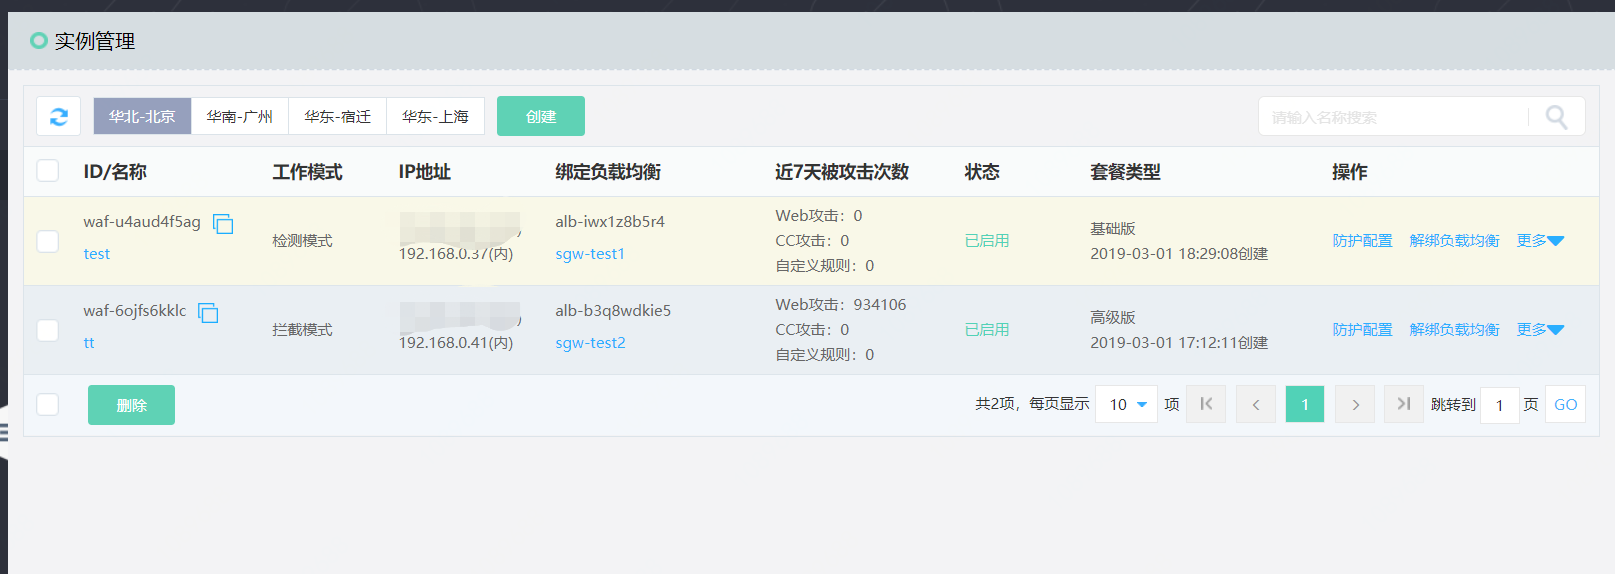 实例管理
华北-北京 华南-广州 华东-宿迁 华东-上海 创建 请输入名称搜索
ID/名称 工作模式 IP地址 绑定负载均衡 近7天被攻击次数 状态 套餐类型 操作
waf-u4aud4f5ag
test
检测模式
192.168.0.37(内)
alb-iwx1z8b5r4
sgw-test1
Web攻击：0
CC攻击：0
自定义规则：0
已启用
基础版
2019-03-01 18:29:08创建
防护配置 解绑负载均衡 更多
waf-6ojfs6kklc
tt
拦截模式
192.168.0.41(内)
alb-b3q8wdkie5
sgw-test2
Web攻击：934106
CC攻击：0
自定义规则：0
已启用
高级版
2019-03-01 17:12:11创建
防护配置 解绑负载均衡 更多
删除 共2项，每页显示 10 项 1 跳转到 1 页 GO